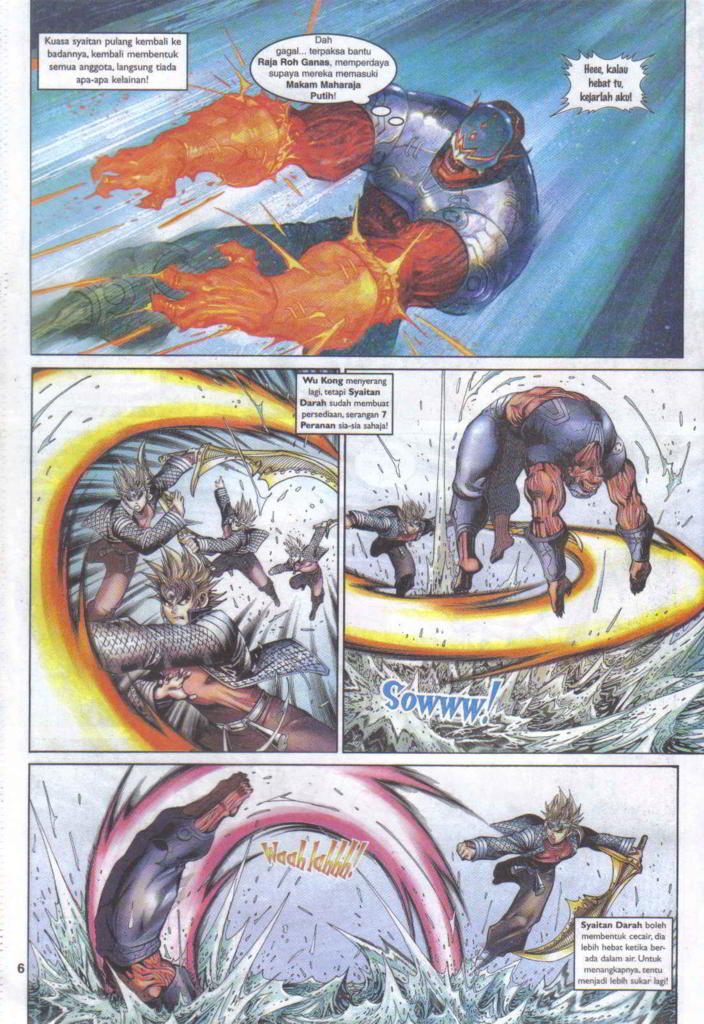 Kuasa syaitan pulang kembali ke
badannya, kembali membentuk
semua anggota, langsung tiada
apa-apa kelainan!
Dah
gagal... terpaksa bantu
Raja Roh Ganas, memperdaya
supaya mereka memasuki
Makam Maharaja
Putih!
Heee, kalau
hebat tu,
kejarlah aku!
Wu Kong menyerang
lagi, tetapi Syaitan
Darah sudah membuat
persediaan, serangan 7
Peranan sia-sia sahaja!
Sowww!
Waah lahhh!
Syaitan Darah boleh
membentuk cecair, dia
lebih hebat ketika ber-
ada dalam air. Untuk
menangkapnya, tentu
menjadi lebih sukar lagi!
6